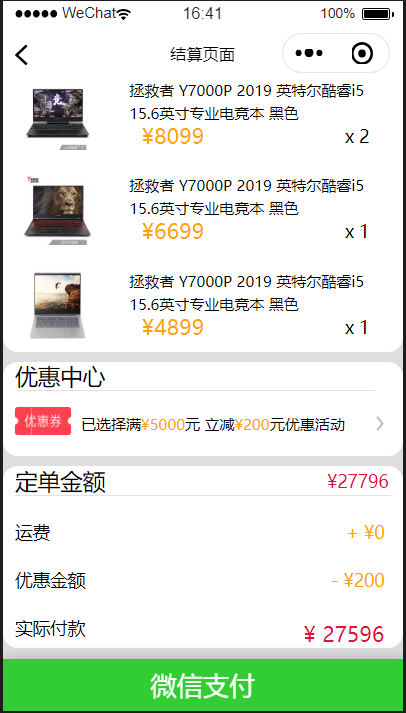 WeChat
16:41
100%
结算页面
拯救者 Y7000P 2019 英特尔酷睿i5
15.6英寸专业电竞本 黑色
¥8099 x 2
拯救者 Y7000P 2019 英特尔酷睿i5
15.6英寸专业电竞本 黑色
¥6699 x 1
拯救者 Y7000P 2019 英特尔酷睿i5
15.6英寸专业电竞本 黑色
¥4899 x 1
优惠中心
优惠券 已选择满¥5000元 立减¥200元优惠活动
定单金额 ¥27796
运费 + ¥0
优惠金额 - ¥200
实际付款 ¥ 27596
微信支付